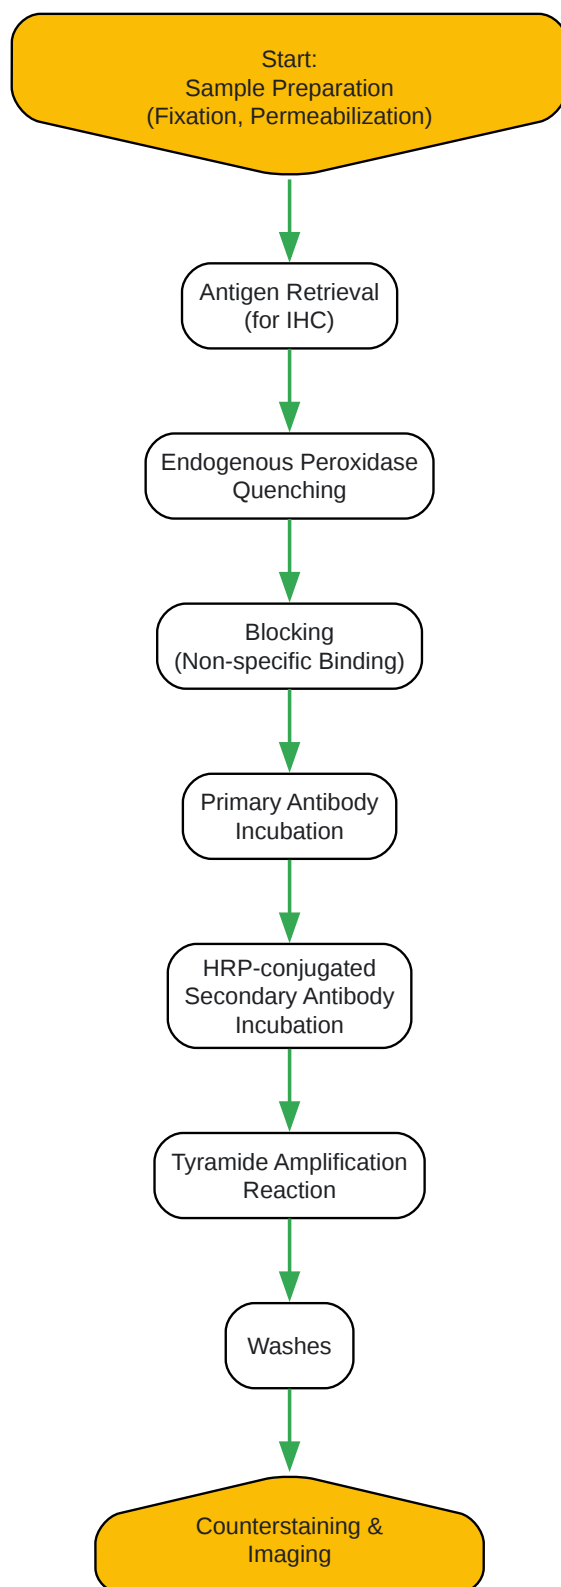 Start:
Sample Preparation
(Fixation, Permeabilization)
Antigen Retrieval
(for IHC)
Endogenous Peroxidase
Quenching
Blocking
(Non-specific Binding)
Primary Antibody
Incubation
HRP-conjugated
Secondary Antibody
Incubation
Tyramide Amplification
Reaction
Washes
Counterstaining &
Imaging